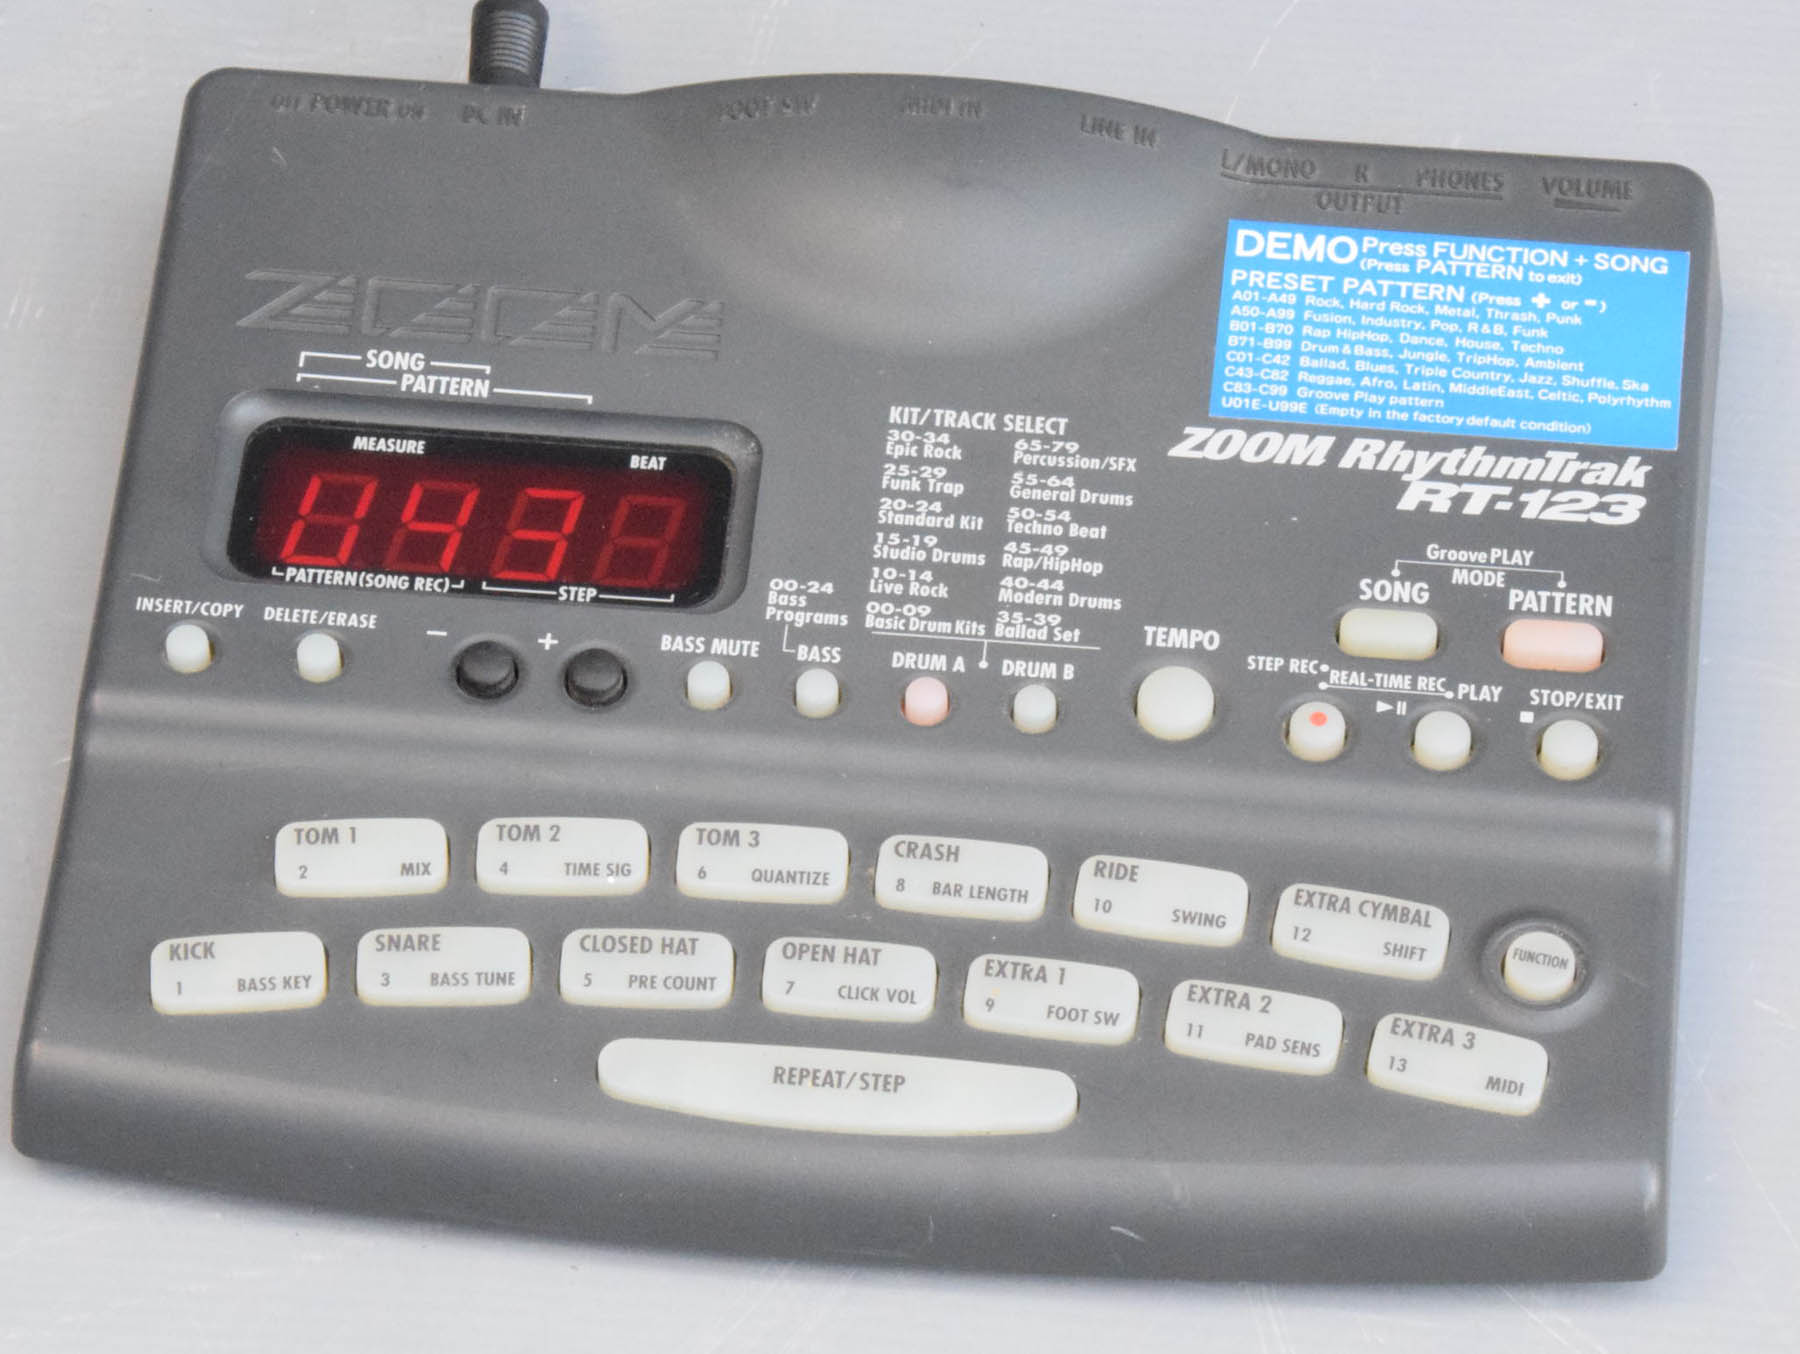 OFF POWER ON
DC IN
FOOT SW
MIDI IN
LINE IN
L/MONO R PHONES
OUTPUT
VOLUME
DEMO Press FUNCTION + SONG
(Press PATTERN to exit)
PRESET PATTERN (Press + or -)
A01-A49 Rock, Hard Rock, Metal, Thrash, Punk
A50-A99 Fusion, Industry, Pop, R&B, Funk
B01-B70 Rap HipHop, Dance, House, Techno
B71-B99 Drum & Bass, Jungle, TripHop, Ambient
C01-C42 Ballad, Blues, Triple Country, Jazz, Shuffle, Ska
C43-C82 Reggae, Afro, Latin, MiddleEast, Celtic, Polyrhythm
C83-C99 Groove Play pattern
U01E-U99E (Empty in the factory default condition)
ZOOM
ZOOM RhythmTrak
RT-123
SONG
PATTERN
MEASURE
BEAT
U43
PATTERN(SONG REC)
STEP
KIT/TRACK SELECT
30-34
Epic Rock
25-29
Funk Trap
20-24
Standard Kit
15-19
Studio Drums
10-14
Live Rock
00-09
Basic Drum Kits
65-79
Percussion/SFX
55-64
General Drums
50-54
Techno Beat
45-49
Rap/HipHop
40-44
Modern Drums
35-39
Ballad Set
00-24
Bass
Programs
Groove PLAY
MODE
SONG
PATTERN
INSERT/COPY
DELETE/ERASE
-
+
BASS MUTE
BASS
DRUM A
DRUM B
TEMPO
STEP REC
REAL-TIME REC
PLAY
STOP/EXIT
TOM 1
2 MIX
TOM 2
4 TIME SIG
TOM 3
6 QUANTIZE
CRASH
8 BAR LENGTH
RIDE
10 SWING
EXTRA CYMBAL
12 SHIFT
FUNCTION
KICK
1 BASS KEY
SNARE
3 BASS TUNE
CLOSED HAT
5 PRE COUNT
OPEN HAT
7 CLICK VOL
EXTRA 1
9 FOOT SW
EXTRA 2
11 PAD SENS
EXTRA 3
13 MIDI
REPEAT/STEP